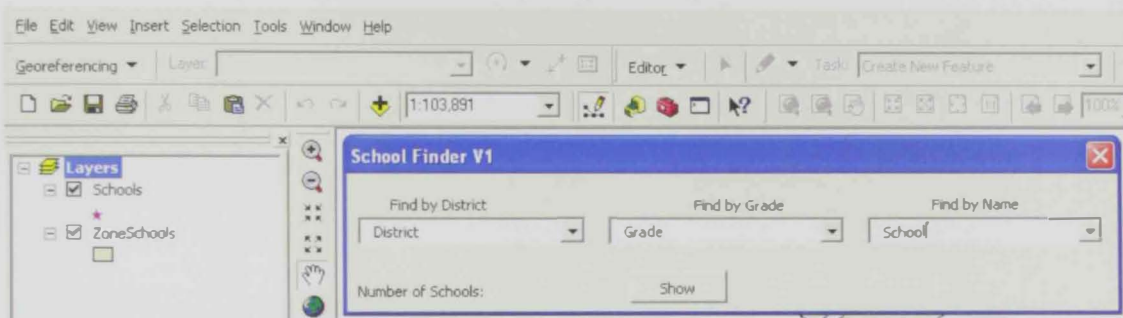 File Edit View Insert Selection Tools Window Help
Georeferencing Layer: Editor Task: Create New Feature
1:103,891 100%
Layers
Schools
ZoneSchools
School Finder V1
Find by District Find by Grade Find by Name
District Grade School
Number of Schools: Show